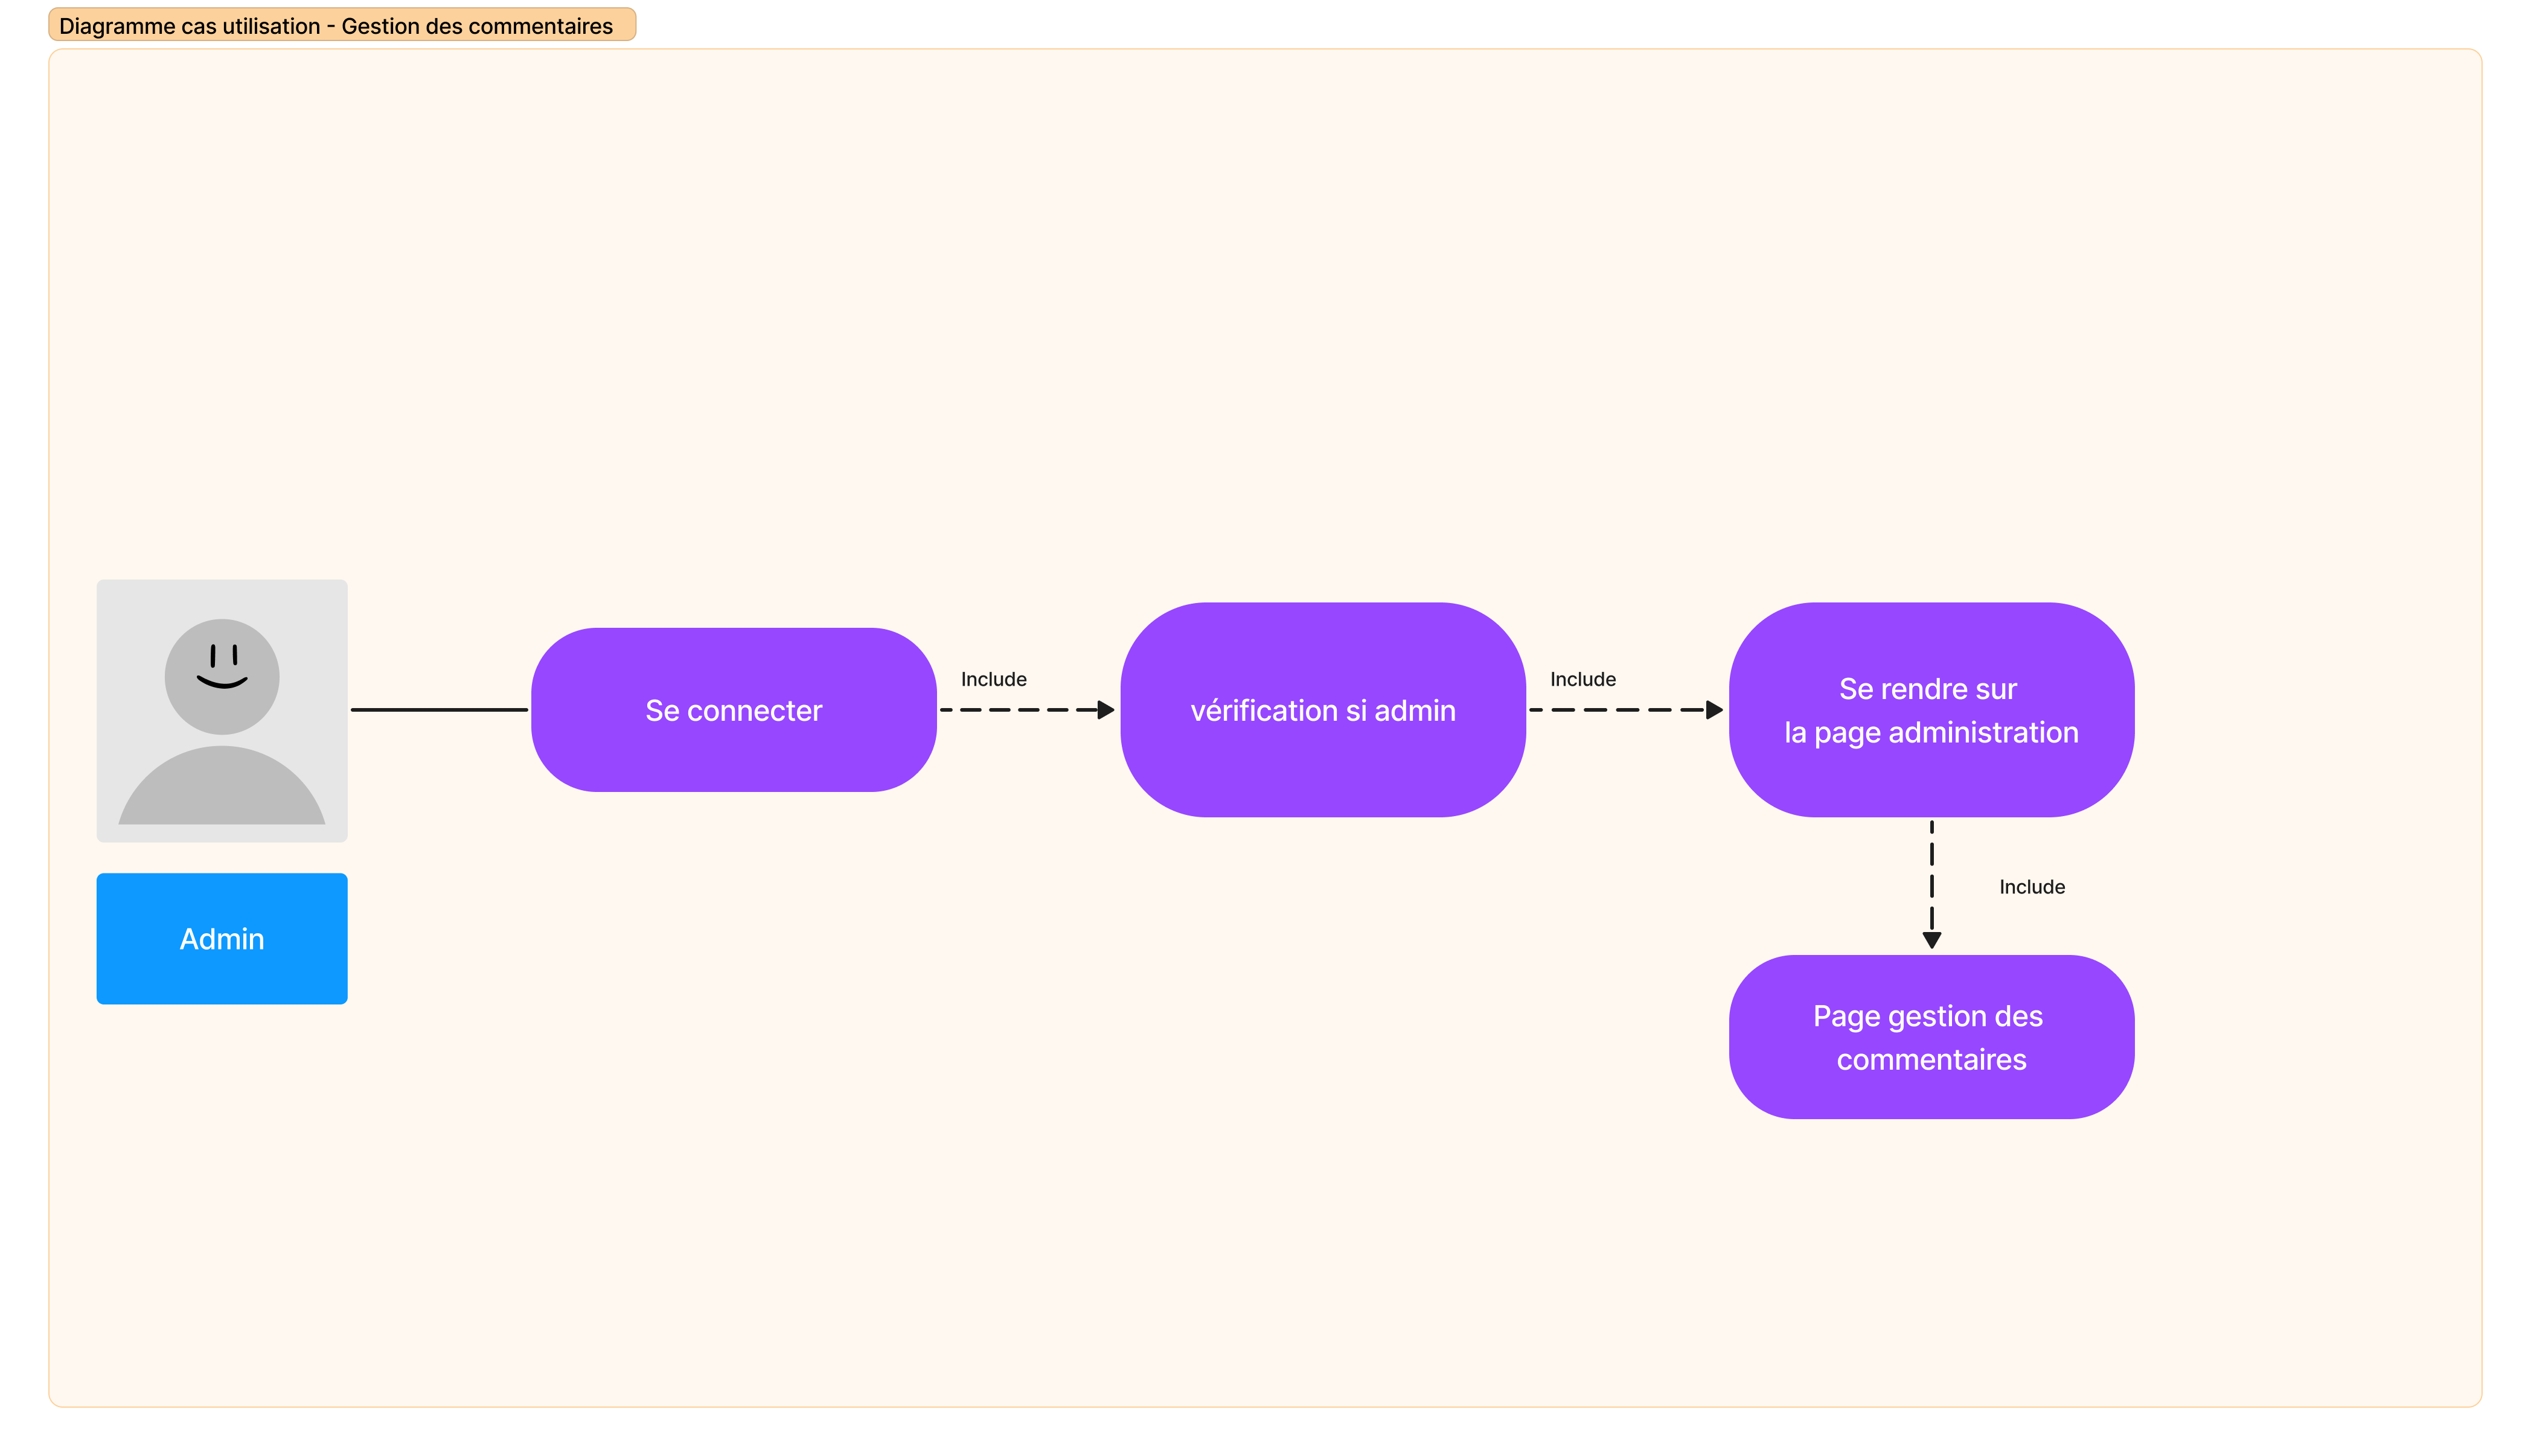 Diagramme cas utilisation - Gestion des commentaires
Se connecter
Include
vérification si admin
Include
Se rendre sur
la page administration
Include
Admin
Page gestion des
commentaires